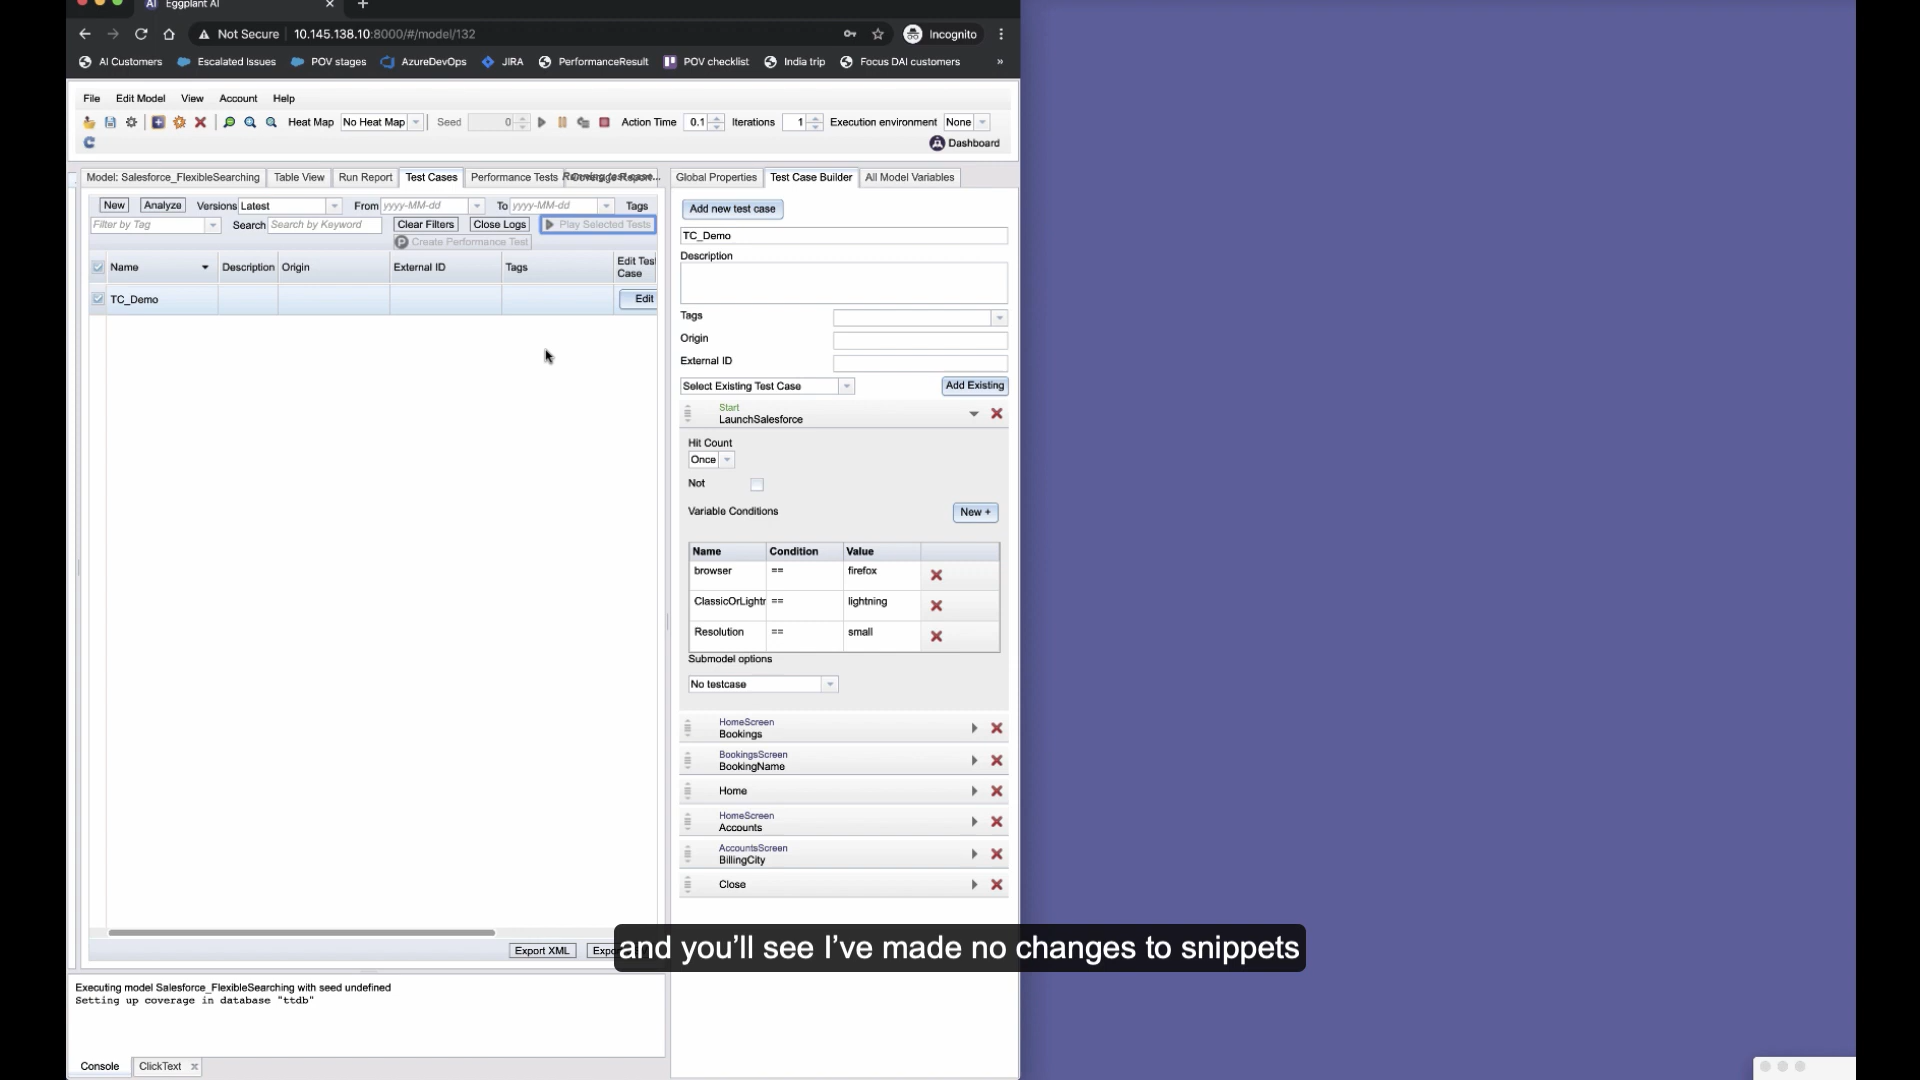 Eggplant AI
Not Secure 10.145.138.10:8000/#/model/132
Incognito
AI Customers Escalated Issues POV stages AzureDevOps JIRA PerformanceResult POV checklist India trip Focus DAI customers »
File Edit Model View Account Help
Heat Map No Heat Map Seed 0 Action Time 0.1 Iterations 1 Execution environment None
Dashboard
Model: Salesforce_FlexibleSearching Table View Run Report Test Cases Performance Tests
Global Properties Test Case Builder All Model Variables
New Analyze Versions Latest From yyyy-MM-dd To yyyy-MM-dd Tags
Filter by Tag Search Search by Keyword Clear Filters Close Logs Play Selected Tests
Create Performance Test
Name Description Origin External ID Tags Edit Test Case
TC_Demo Edit
Add new test case
TC_Demo
Description
Tags
Origin
External ID
Select Existing Test Case Add Existing
Start
LaunchSalesforce
Hit Count
Once
Not
Variable Conditions New +
Name Condition Value
browser == firefox
ClassicOrLightr == lightning
Resolution == small
Submodel options
No testcase
HomeScreen
Bookings
BookingsScreen
BookingName
Home
HomeScreen
Accounts
AccountsScreen
BillingCity
Close
Export XML Expo
and you'll see I've made no changes to snippets
Executing model Salesforce_FlexibleSearching with seed undefined
Setting up coverage in database "ttdb"
Console ClickText